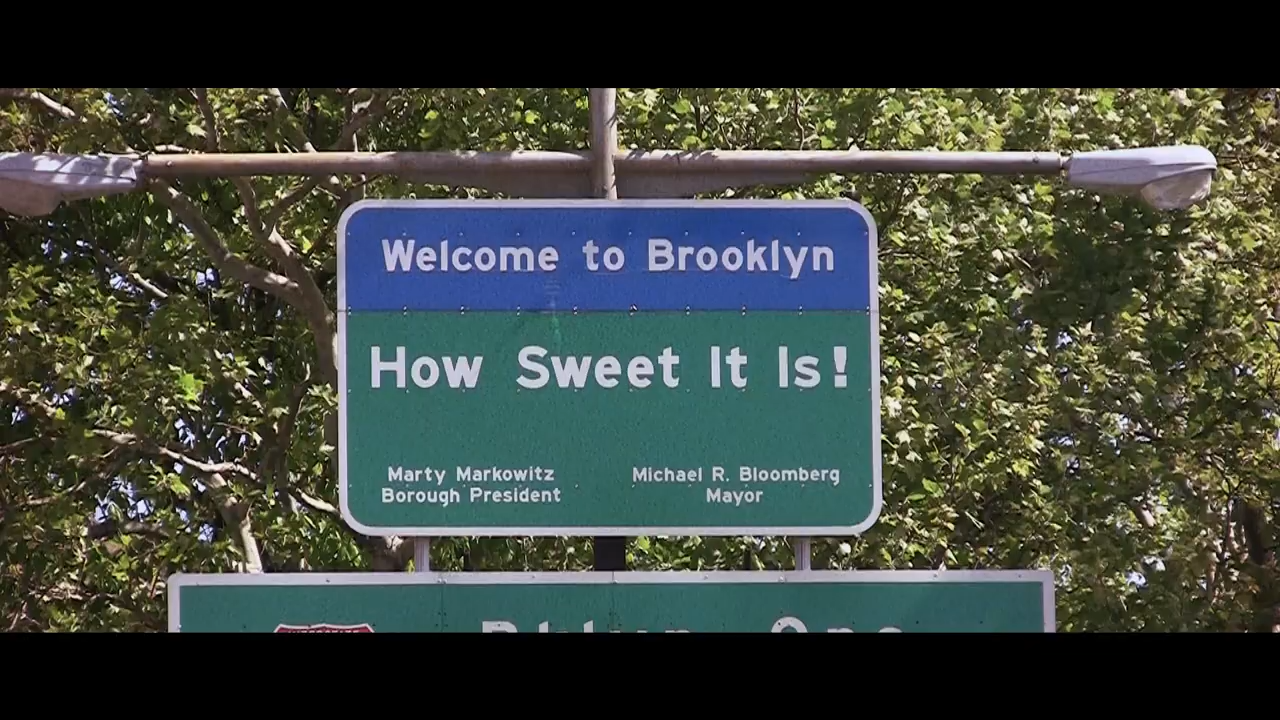 Welcome to Brooklyn
How Sweet It Is!
Marty Markowitz
Borough President
Michael R. Bloomberg
Mayor